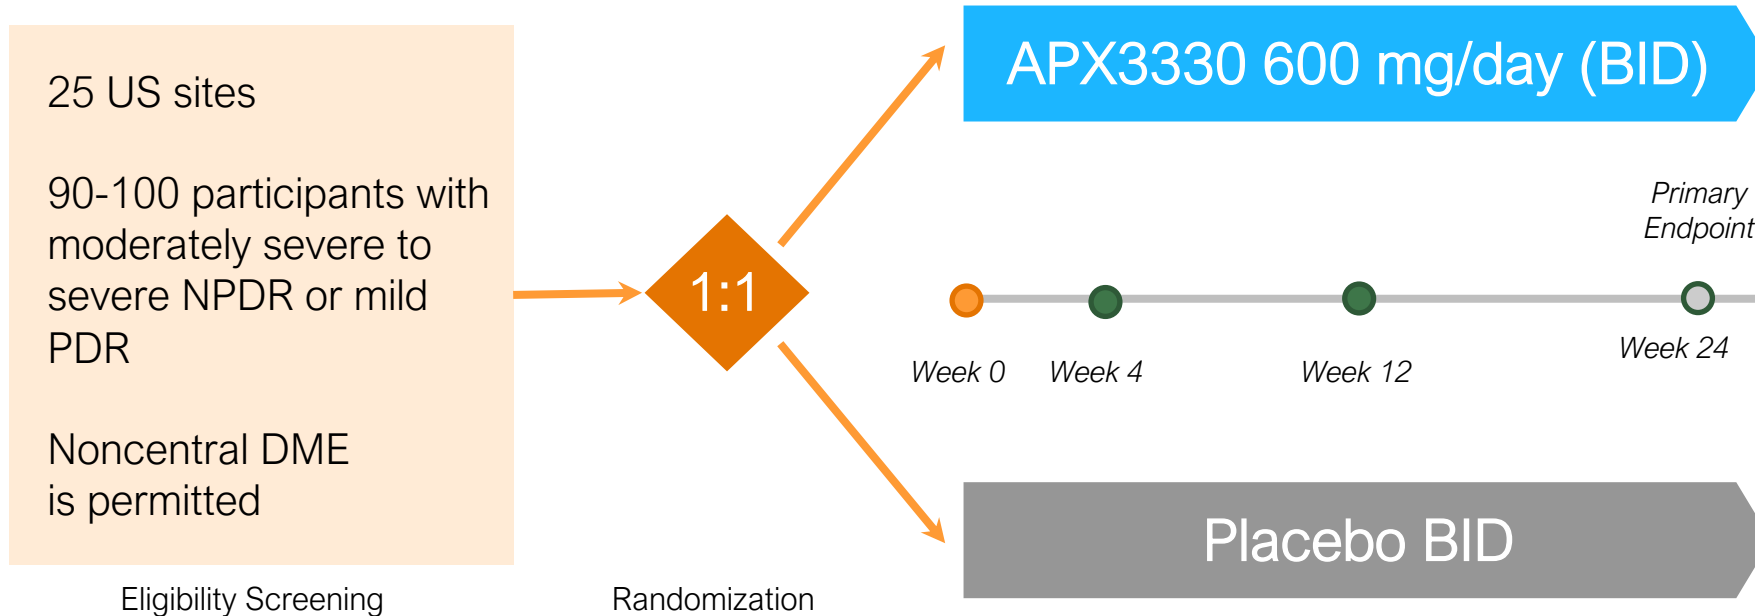 25 US sites
90-100 participants with
moderately severe to
severe NPDR or mild
PDR
Noncentral DME
is permitted
Eligibility Screening
1:1
Randomization
APX3330 600 mg/day (BID)
Primary
Endpoint
Week 0
Week 4
Week 12
Week 24
Placebo BID